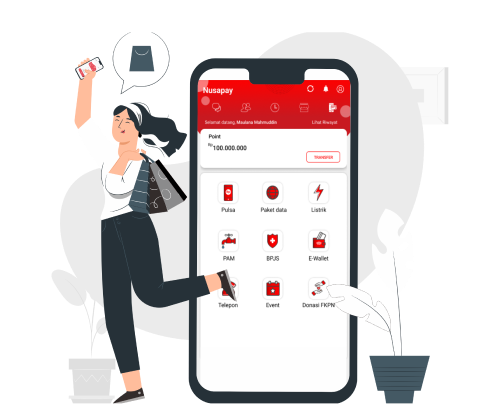 Nusapay
Selamat datang, Maulana Mahmuddin
Lihat Riwayat
Point
Rp 100.000.000
TRANSFER
Pulsa
Paket data
Listrik
PAM
BPJS
E-Wallet
Telepon
Event
Donasi FKPN